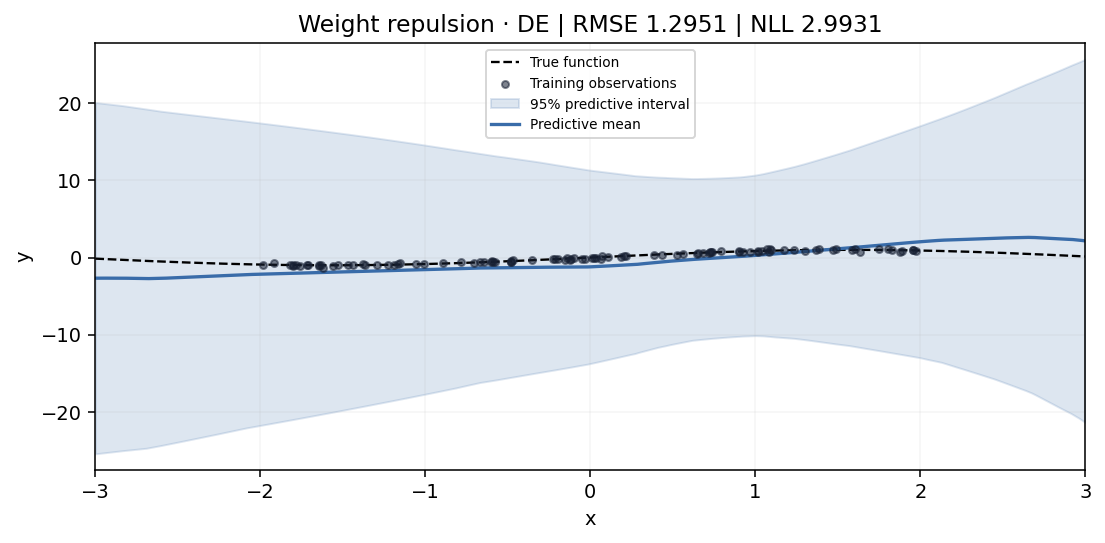 Weight repulsion · DE | RMSE 1.2951 | NLL 2.9931
True function
Training observations
95% predictive interval
Predictive mean
20
10
0
−10
−20
y
−3
−2
−1
0
1
2
3
x